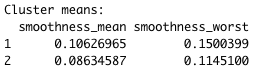 Cluster means:
  smoothness_mean smoothness_worst
1      0.10626965        0.1500399
2      0.08634587        0.1145100